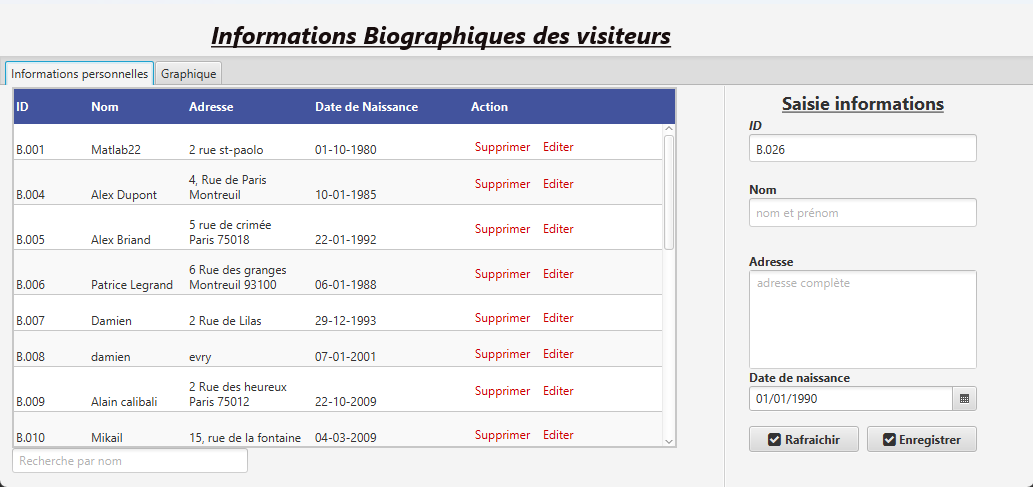 Informations Biographiques des visiteurs
Informations personnelles Graphique
ID Nom Adresse Date de Naissance Action
B.001 Matlab22 2 rue st-paolo 01-10-1980 Supprimer Editer
4, Rue de Paris
B.004 Alex Dupont Montreuil 10-01-1985 Supprimer Editer
5 rue de crimée
B.005 Alex Briand Paris 75018 22-01-1992 Supprimer Editer
6 Rue des granges
B.006 Patrice Legrand Montreuil 93100 06-01-1988 Supprimer Editer
B.007 Damien 2 Rue de Lilas 29-12-1993 Supprimer Editer
B.008 damien evry 07-01-2001 Supprimer Editer
2 Rue des heureux
B.009 Alain calibali Paris 75012 22-10-2009 Supprimer Editer
B.010 Mikail 15, rue de la fontaine 04-03-2009 Supprimer Editer
Recherche par nom
Saisie informations
ID
B.026
Nom
nom et prénom
Adresse
adresse complète
Date de naissance
01/01/1990
Rafraichir Enregistrer